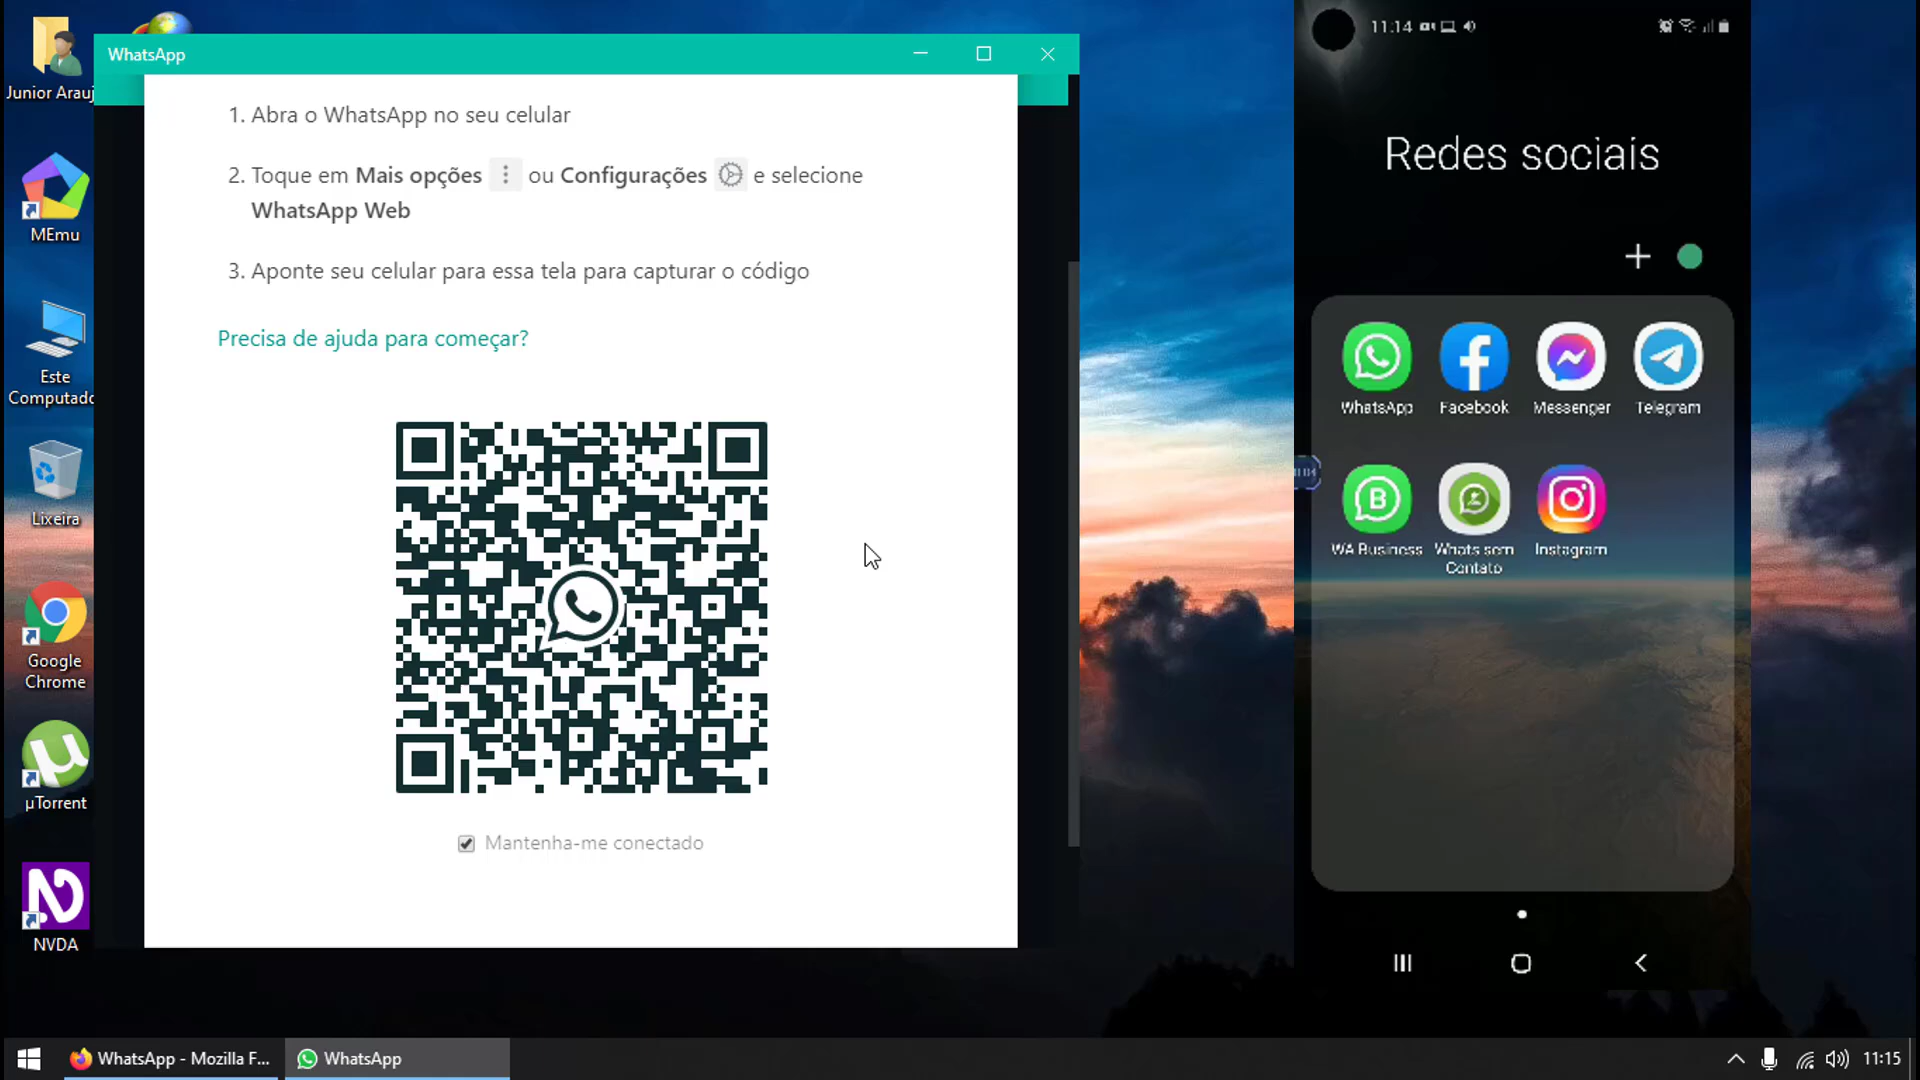 Junior Arauj
MEmu
Este
Computado
Lixeira
Google
Chrome
µTorrent
NVDA
WhatsApp
1. Abra o WhatsApp no seu celular
2. Toque em Mais opções ou Configurações e selecione
WhatsApp Web
3. Aponte seu celular para essa tela para capturar o código
Precisa de ajuda para começar?
Mantenha-me conectado
11:14
Redes sociais
WhatsApp
Facebook
Messenger
Telegram
WA Business
Whats sem
Contato
Instagram
WhatsApp - Mozilla F...
WhatsApp
11:15